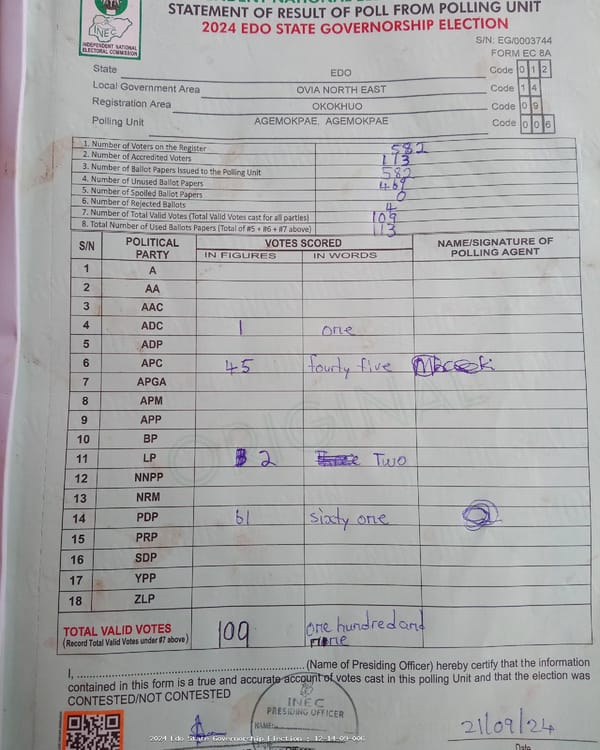 INEC
INDEPENDENT NATIONAL
ELECTORAL COMMISSION
STATEMENT OF RESULT OF POLL FROM POLLING UNIT
2024 EDO STATE GOVERNORSHIP ELECTION
S/N: EG/0003744
FORM EC 8A
State EDO Code 0 1 2
Local Government Area OVIA NORTH EAST Code 1 4
Registration Area OKOKHUO Code 0 9
Polling Unit AGEMOKPAE, AGEMOKPAE Code 0 0 6
1. Number of Voters on the Register 582
2. Number of Accredited Voters 113
3. Number of Ballot Papers Issued to the Polling Unit 582
4. Number of Unused Ballot Papers 469
5. Number of Spoiled Ballot Papers 0
6. Number of Rejected Ballots 4
7. Number of Total Valid Votes (Total Valid Votes cast for all parties) 109
8. Total Number of Used Ballots Papers (Total of #5 + #6 + #7 above) 113
S/N POLITICAL PARTY VOTES SCORED NAME/SIGNATURE OF POLLING AGENT
IN FIGURES IN WORDS
1 A
2 AA
3 AAC
4 ADC 1 one
5 ADP
6 APC 45 fourty five
7 APGA
8 APM
9 APP
10 BP
11 LP 2 Two
12 NNPP
13 NRM
14 PDP 61 sixty one
15 PRP
16 SDP
17 YPP
18 ZLP
TOTAL VALID VOTES 109 one hundred and
(Record Total Valid Votes under #7 above) nine
I, (Name of Presiding Officer) hereby certify that the information
contained in this form is a true and accurate account of votes cast in this polling Unit and that the election was
CONTESTED/NOT CONTESTED
INEC
PRESIDING OFFICER
NAME:
21/09/24
2024 Edo State Governorship Election : 12-14-09-006
Date
ORIGINAL